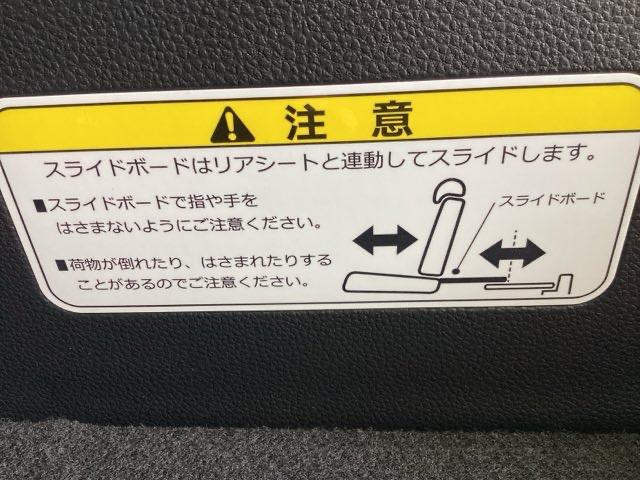 注意
スライドボードはリアシートと連動してスライドします。
■スライドボードで指や手を
はさまないようにご注意ください。
■荷物が倒れたり、はさまれたりする
ことがあるのでご注意ください。
スライドボード